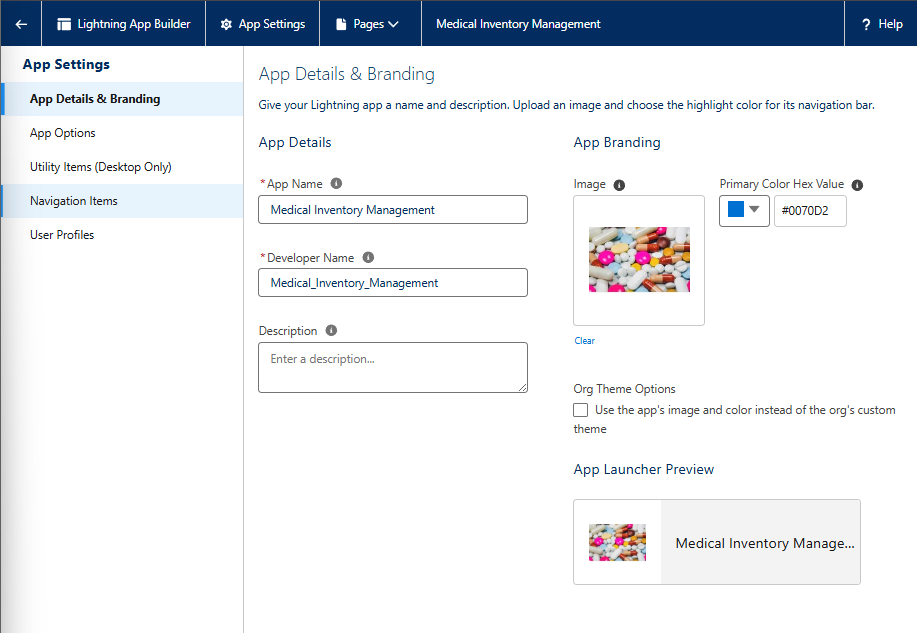 Lightning App Builder
App Settings
Pages
Medical Inventory Management
? Help
App Settings
App Details & Branding
App Options
Utility Items (Desktop Only)
Navigation Items
User Profiles
App Details & Branding
Give your Lightning app a name and description. Upload an image and choose the highlight color for its navigation bar.
App Details
*App Name
Medical Inventory Management
*Developer Name
Medical_Inventory_Management
Description
Enter a description...
App Branding
Image
Primary Color Hex Value
#0070D2
Clear
Org Theme Options
Use the app's image and color instead of the org's custom
theme
App Launcher Preview
Medical Inventory Manage...